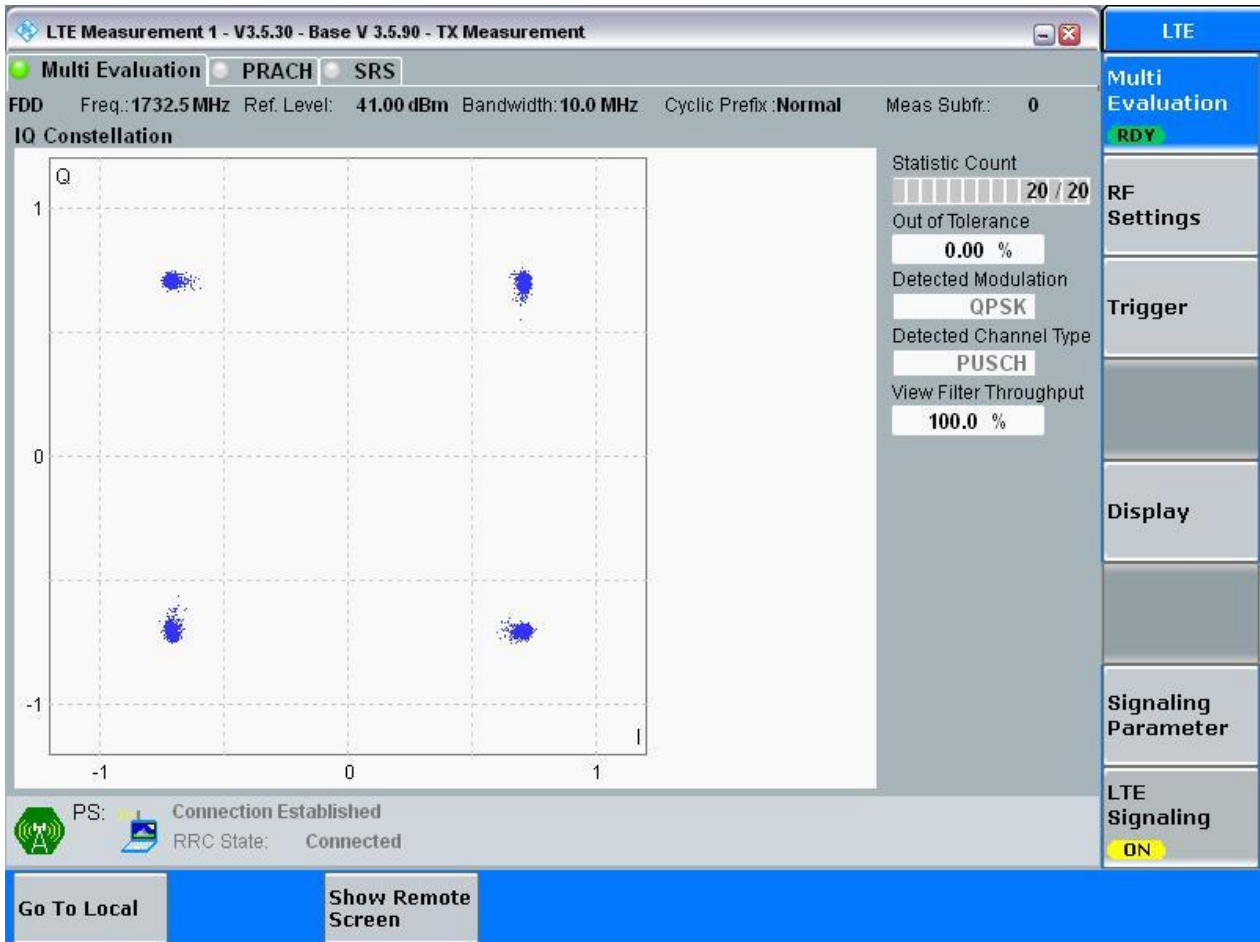 LTE Measurement 1 - V3.5.30 - Base V 3.5.90 - TX Measurement
LTE
Multi Evaluation PRACH SRS
FDD Freq.: 1732.5 MHz Ref. Level: 41.00 dBm Bandwidth: 10.0 MHz Cyclic Prefix :Normal Meas Subfr.: 0
IQ Constellation
Q
1
0
-1
-1 0 1
I
Statistic Count
20 / 20
Out of Tolerance
0.00 %
Detected Modulation
QPSK
Detected Channel Type
PUSCH
View Filter Throughput
100.0 %
Multi
Evaluation
RDY
RF
Settings
Trigger
Display
Signaling
Parameter
LTE
Signaling
ON
PS: Connection Established
RRC State: Connected
Go To Local
Show Remote
Screen